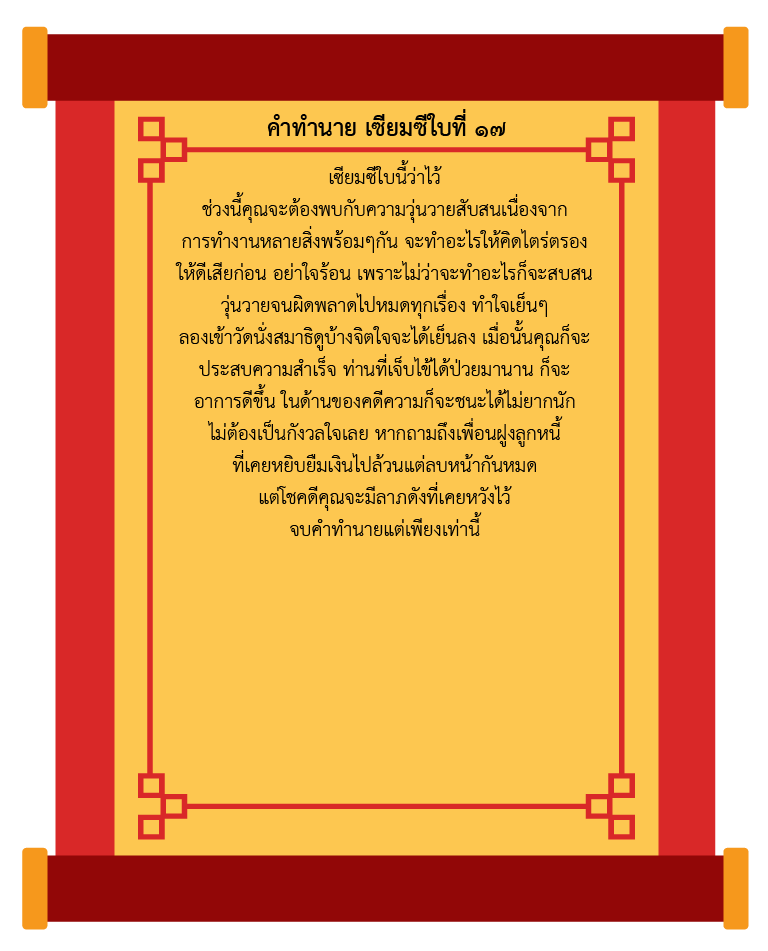 คำทำนาย เซียมซีใบที่ ๑๗
เซียมซีใบนี้ว่าไว้
ช่วงนี้คุณจะต้องพบกับความวุ่นวายสับสนเนื่องจาก
การทำงานหลายสิ่งพร้อมๆกัน จะทำอะไรให้คิดไตร่ตรอง
ให้ดีเสียก่อน อย่าใจร้อน เพราะไม่ว่าจะทำอะไรก็จะสบสน
วุ่นวายจนผิดพลาดไปหมดทุกเรื่อง ทำใจเย็นๆ
ลองเข้าวัดนั่งสมาธิดูบ้างจิตใจจะได้เย็นลง เมื่อนั้นคุณก็จะ
ประสบความสำเร็จ ท่านที่เจ็บไข้ได้ป่วยมานาน ก็จะ
อาการดีขึ้น ในด้านของคดีความก็จะชนะได้ไม่ยากนัก
ไม่ต้องเป็นกังวลใจเลย หากถามถึงเพื่อนฝูงลูกหนี้
ที่เคยหยิบยืมเงินไปล้วนแต่ลบหน้ากันหมด
แต่โชคดีคุณจะมีลาภดังที่เคยหวังไว้
จบคำทำนายแต่เพียงเท่านี้